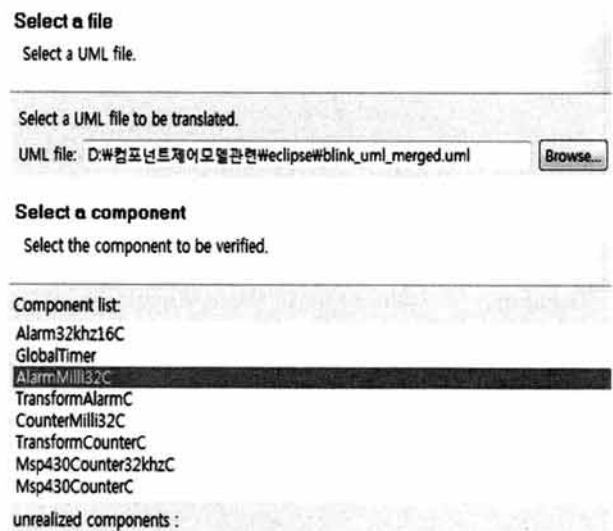 Select a file
Select a UML file.
Select a UML file to be translated.
UML file: D:₩컴포넌트제어모델관련₩eclipse₩blink_uml_merged.uml Browse...
Select a component
Select the component to be verified.
Component list:
Alarm32khz16C
GlobalTimer
AlarmMilli32C
TransformAlarmC
CounterMilli32C
TransformCounterC
Msp430Counter32khzC
Msp430CounterC
unrealized components :